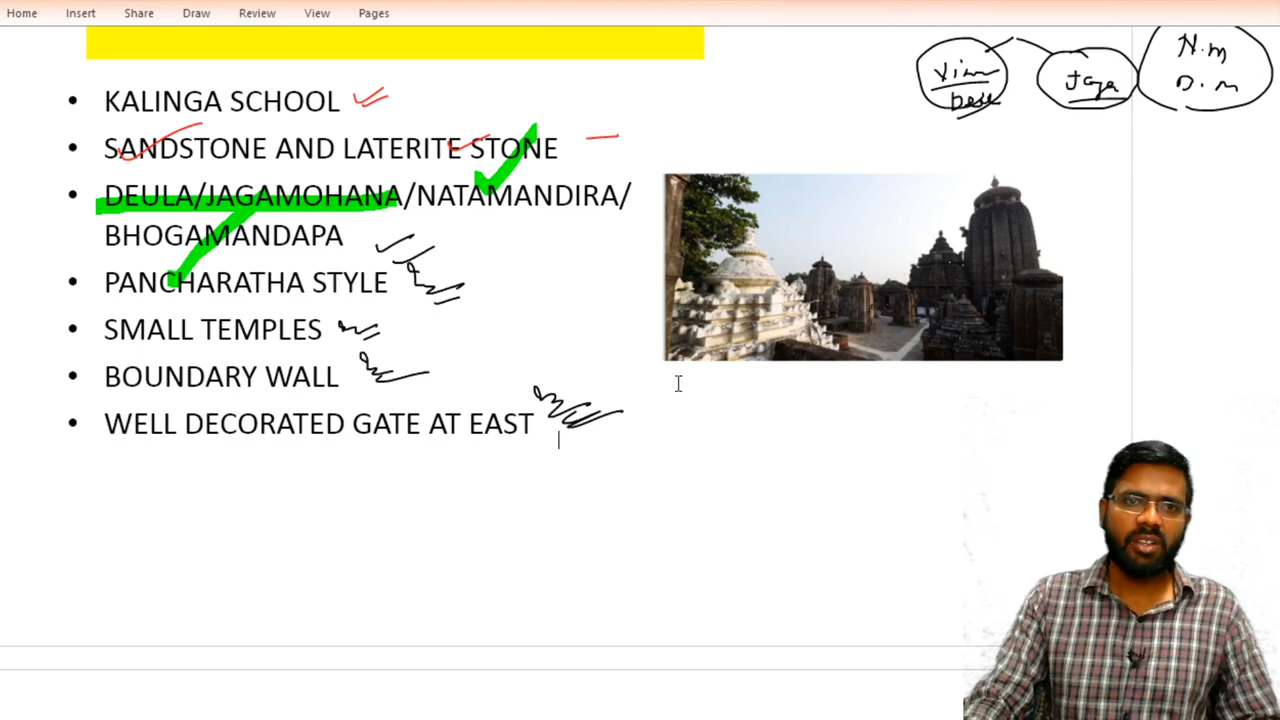 Home Insert Share Draw Review View Pages
• KALINGA SCHOOL
• SANDSTONE AND LATERITE STONE
• DEULA/JAGAMOHANA/NATAMANDIRA/
BHOGAMANDAPA
• PANCHARATHA STYLE
• SMALL TEMPLES
• BOUNDARY WALL
• WELL DECORATED GATE AT EAST
N.m
Jaga